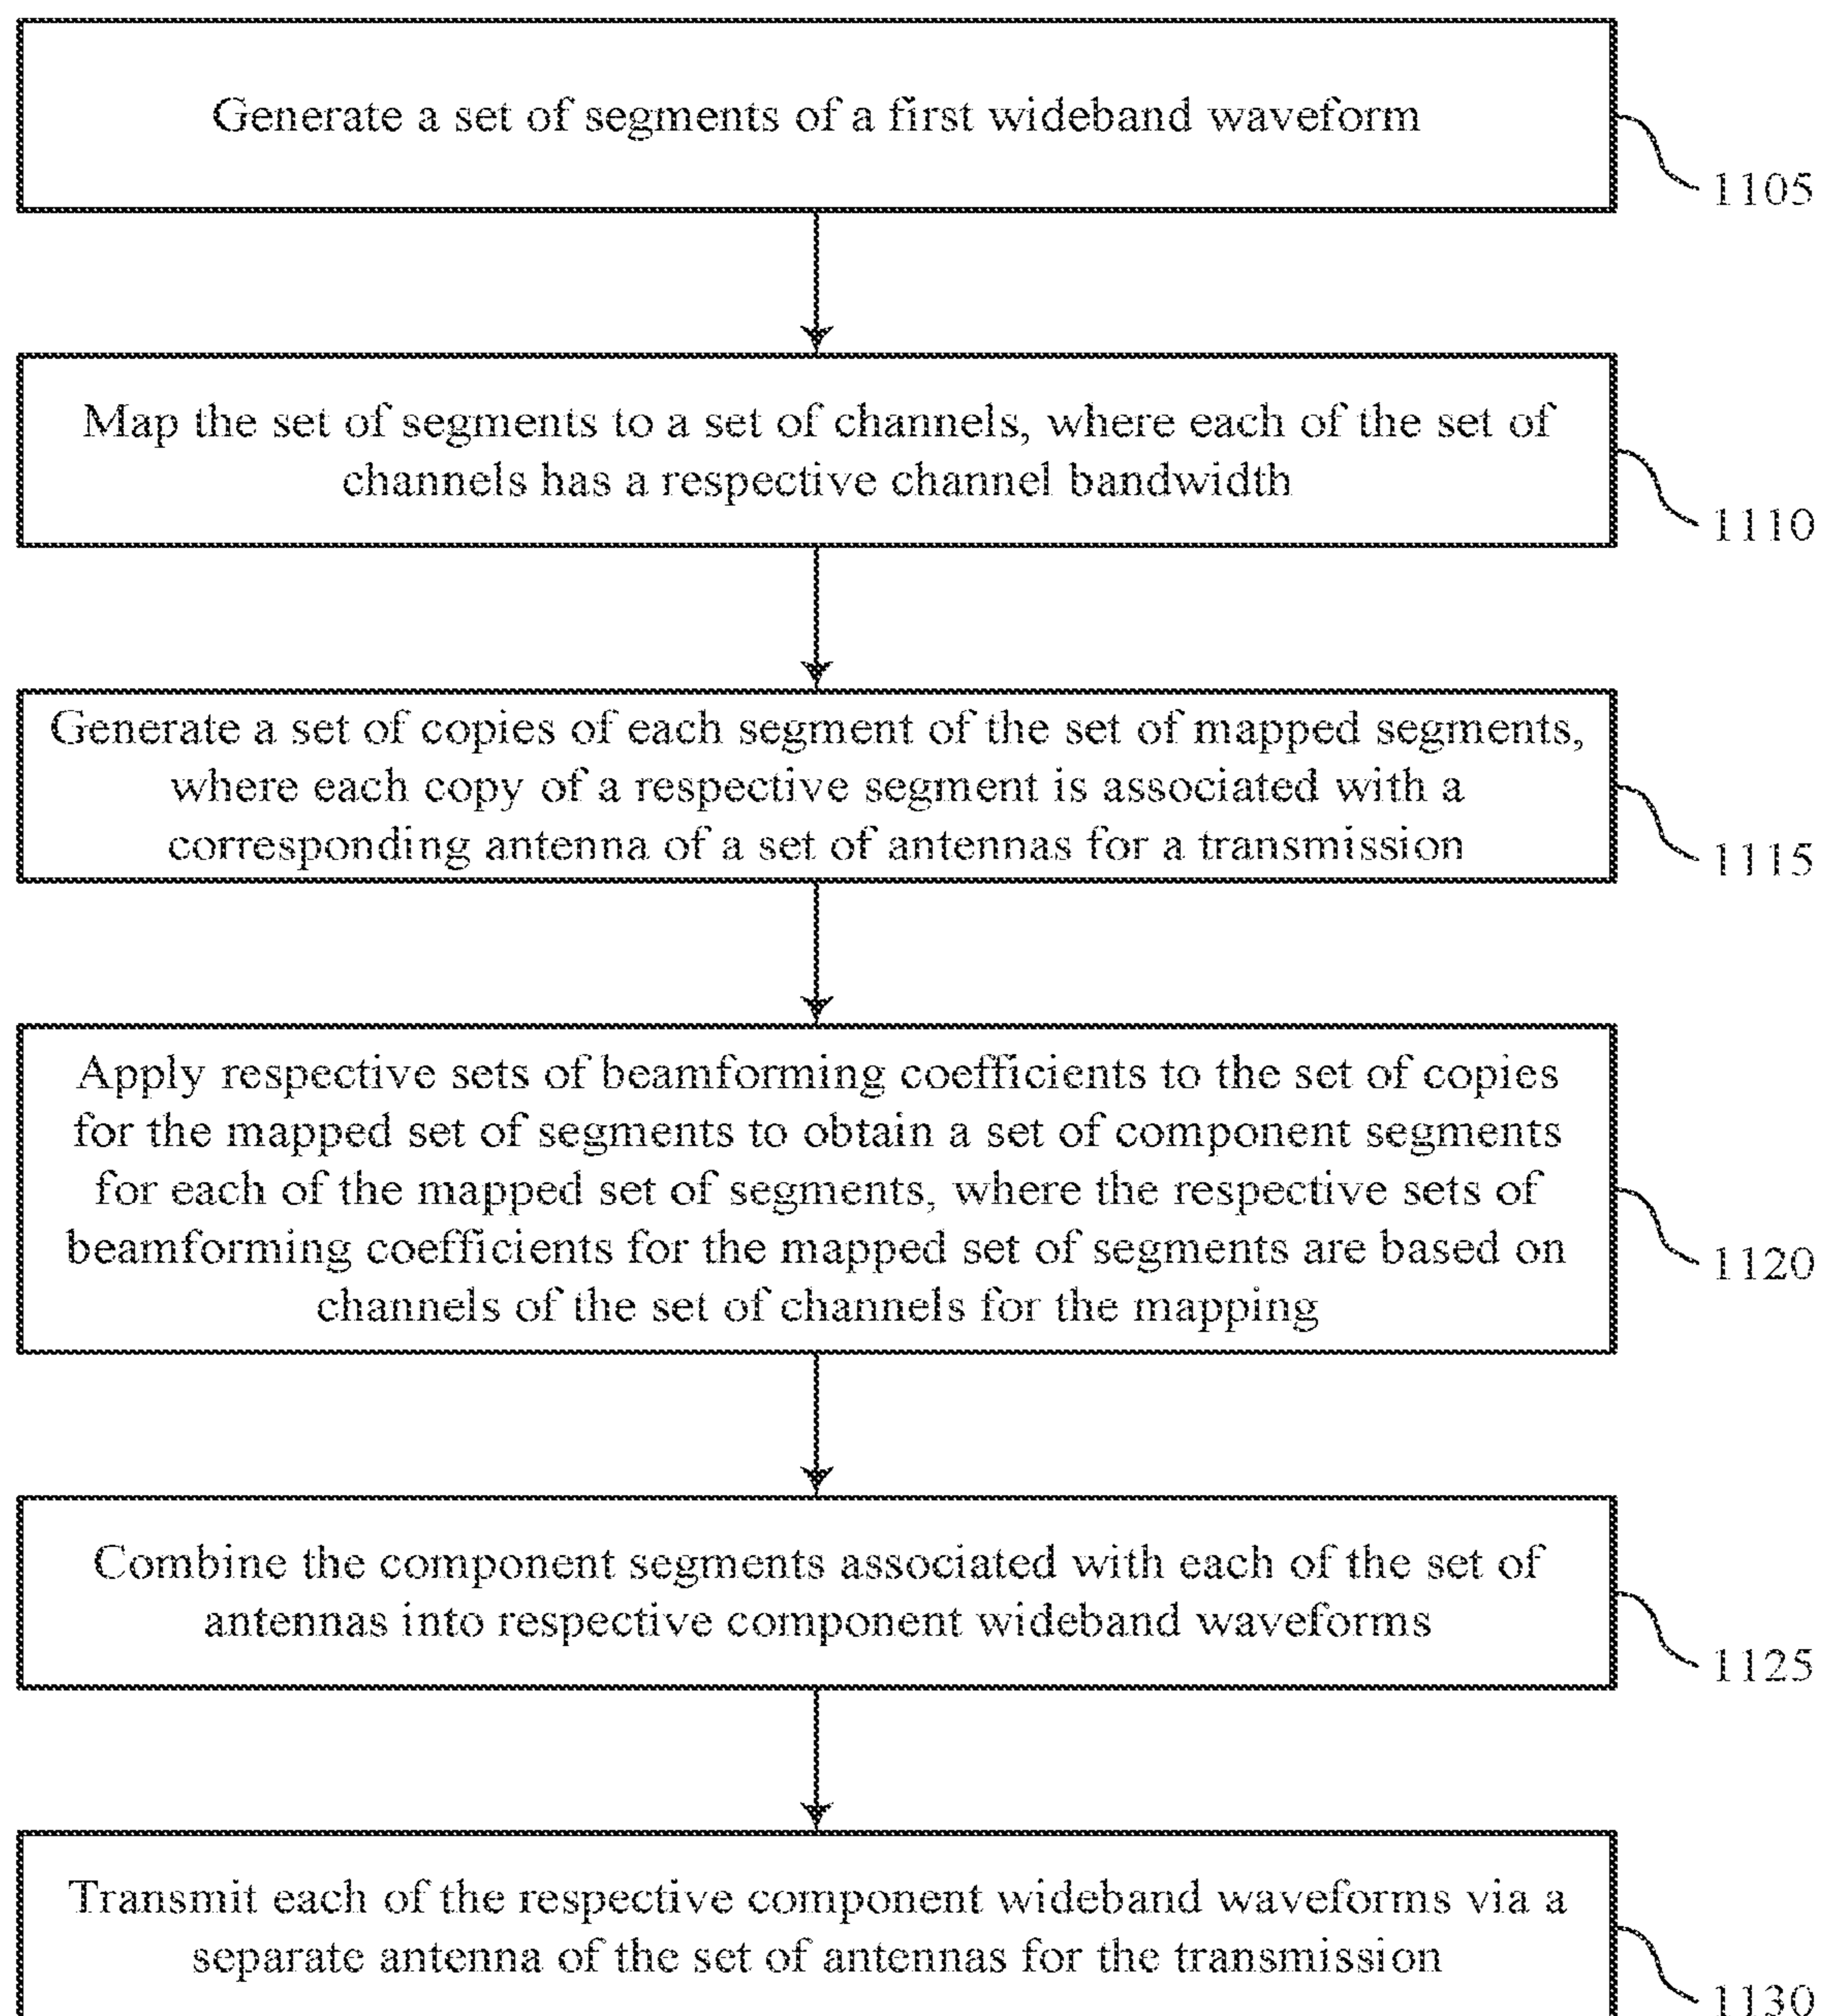 Generate a set of segments of a first wideband waveform
1105
Map the set of segments to a set of channels, where each of the set of
channels has a respective channel bandwidth
1110
Generate a set of copies of each segment of the set of mapped segments,
where each copy of a respective segment is associated with a
corresponding antenna of a set of antennas for a transmission
1115
Apply respective sets of beamforming coefficients to the set of copies
for the mapped set of segments to obtain a set of component segments
for each of the mapped set of segments, where the respective sets of
beamforming coefficients for the mapped set of segments are based on
channels of the set of channels for the mapping
1120
Combine the component segments associated with each of the set of
antennas into respective component wideband waveforms
1125
Transmit each of the respective component wideband waveforms via a
separate antenna of the set of antennas for the transmission
1130